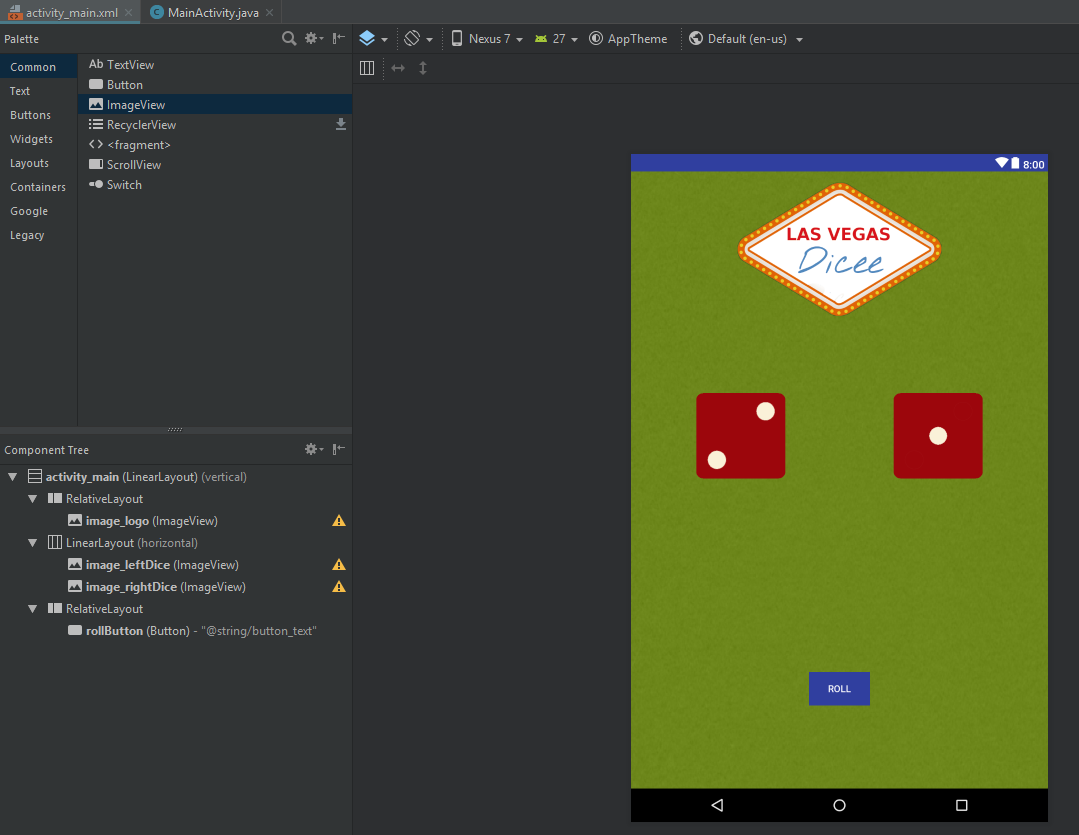 activity_main.xml
MainActivity.java
Palette
Nexus 7
27
AppTheme
Default (en-us)
Common
Text
Buttons
Widgets
Layouts
Containers
Google
Legacy
Ab TextView
Button
ImageView
RecyclerView
<fragment>
ScrollView
Switch
8:00
LAS VEGAS
Dicee
ROLL
Component Tree
activity_main (LinearLayout) (vertical)
RelativeLayout
image_logo (ImageView)
LinearLayout (horizontal)
image_leftDice (ImageView)
image_rightDice (ImageView)
RelativeLayout
rollButton (Button) - "@string/button_text"